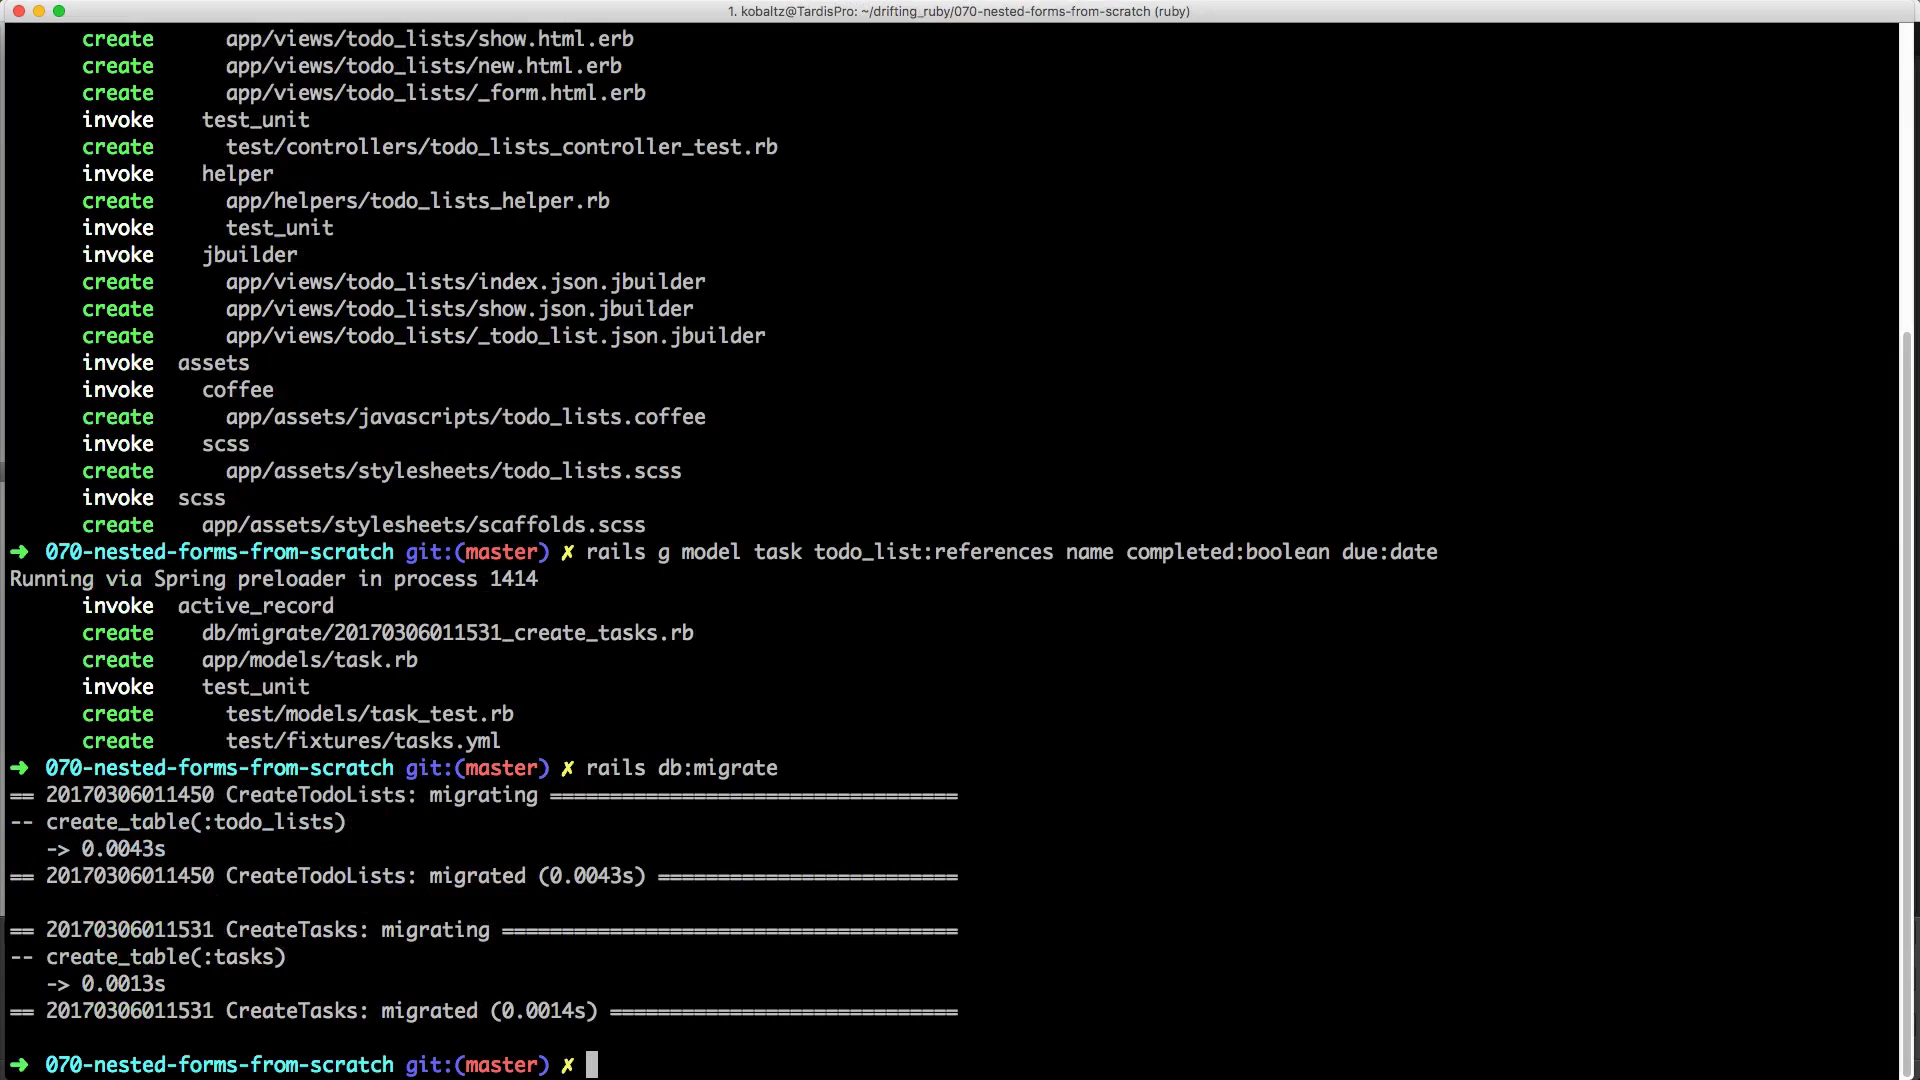 1. kobaltz@TardisPro: ~/drifting_ruby/070-nested-forms-from-scratch (ruby)
create app/views/todo_lists/show.html.erb
create app/views/todo_lists/new.html.erb
create app/views/todo_lists/_form.html.erb
invoke test_unit
create test/controllers/todo_lists_controller_test.rb
invoke helper
create app/helpers/todo_lists_helper.rb
invoke test_unit
invoke jbuilder
create app/views/todo_lists/index.json.jbuilder
create app/views/todo_lists/show.json.jbuilder
create app/views/todo_lists/_todo_list.json.jbuilder
invoke assets
invoke coffee
create app/assets/javascripts/todo_lists.coffee
invoke scss
create app/assets/stylesheets/todo_lists.scss
invoke scss
create app/assets/stylesheets/scaffolds.scss
➜ 070-nested-forms-from-scratch git:(master) ✗ rails g model task todo_list:references name completed:boolean due:date
Running via Spring preloader in process 1414
invoke active_record
create db/migrate/20170306011531_create_tasks.rb
create app/models/task.rb
invoke test_unit
create test/models/task_test.rb
create test/fixtures/tasks.yml
➜ 070-nested-forms-from-scratch git:(master) ✗ rails db:migrate
== 20170306011450 CreateTodoLists: migrating ==================================
-- create_table(:todo_lists)
-> 0.0043s
== 20170306011450 CreateTodoLists: migrated (0.0043s) =========================
== 20170306011531 CreateTasks: migrating ======================================
-- create_table(:tasks)
-> 0.0013s
== 20170306011531 CreateTasks: migrated (0.0014s) =============================
➜ 070-nested-forms-from-scratch git:(master) ✗